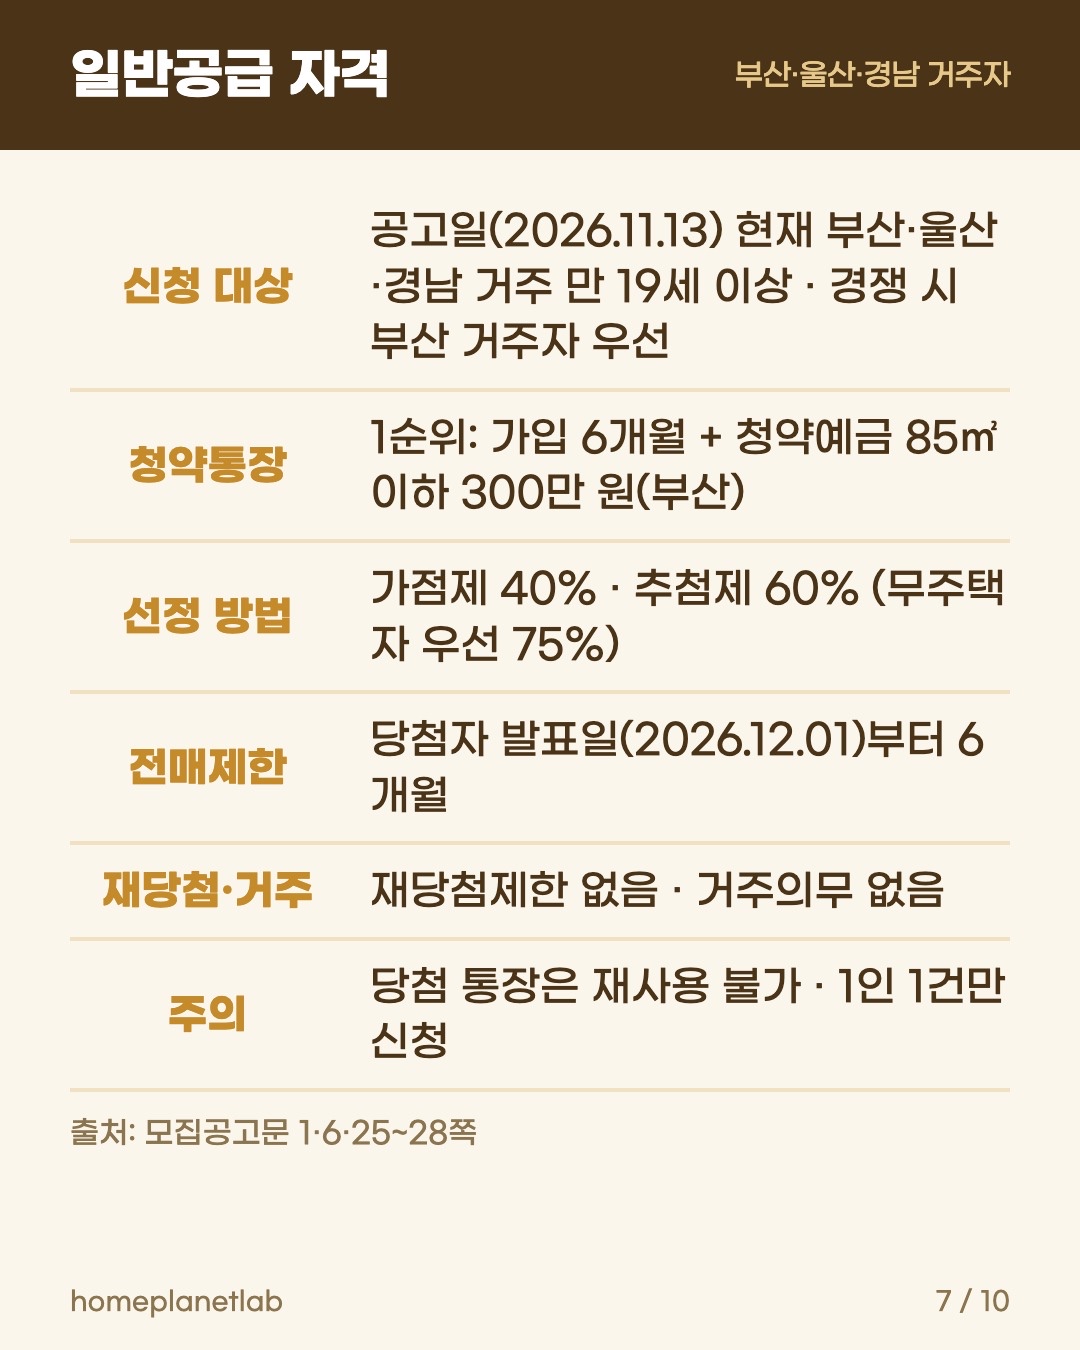 일반공급 자격
부산·울산·경남 거주자
신청 대상
공고일(2026.11.13) 현재 부산·울산
·경남 거주 만 19세 이상 · 경쟁 시
부산 거주자 우선
청약통장
1순위: 가입 6개월 + 청약예금 85㎡
이하 300만 원(부산)
선정 방법
가점제 40% · 추첨제 60% (무주택
자 우선 75%)
전매제한
당첨자 발표일(2026.12.01)부터 6
개월
재당첨·거주
재당첨제한 없음 · 거주의무 없음
주의
당첨 통장은 재사용 불가 · 1인 1건만
신청
출처: 모집공고문 1·6·25~28쪽
homeplanetlab
7 / 10